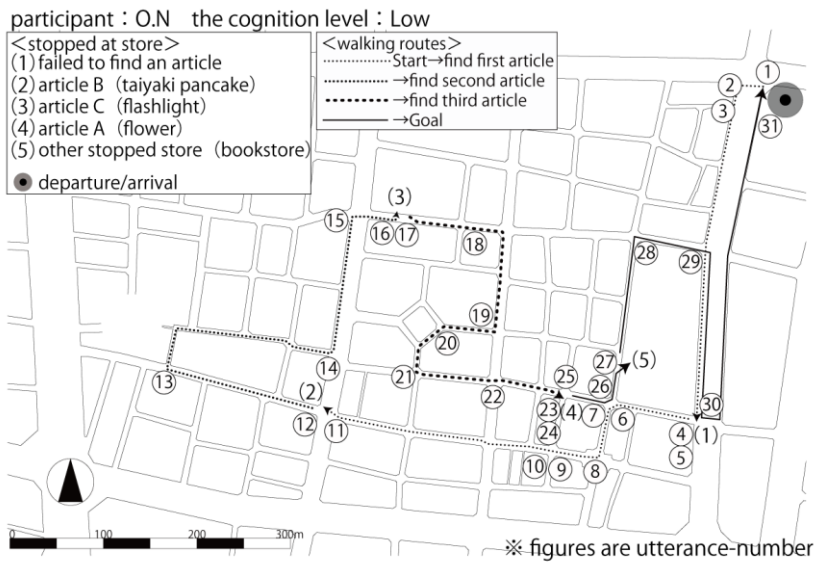 participant：O.N　the cognition level：Low
＜stopped at store＞
(1) failed to find an article
(2) article B（taiyaki pancake）
(3) article C（flashlight）
(4) article A（flower）
(5) other stopped store（bookstore）
departure/arrival
＜walking routes＞
Start→find first article
→find second article
→find third article
→Goal
① ②
③ ㉛
(3)
⑮ ⑯ ⑰ ⑱
㉘ ㉙
⑲
⑳
⑭ ㉑ ㉗ (5)
⑬ (2) ㉒ ㉕ ㉖
⑫ ⑪ ㉓ (4) ⑦ ⑥ ㉚
㉔ ④ (1)
⑩ ⑨ ⑧ ⑤
0 100 200 300m
※ figures are utterance-number